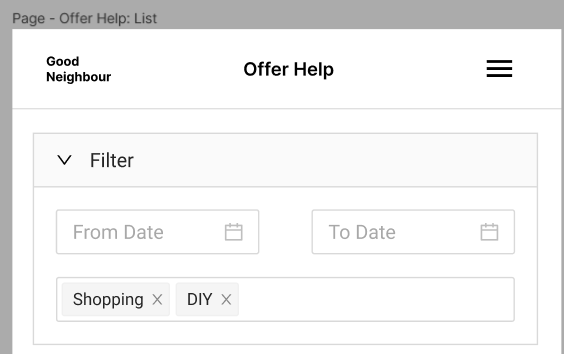 Page - Offer Help: List
Good
Neighbour
Offer Help
Filter
From Date
To Date
Shopping
DIY